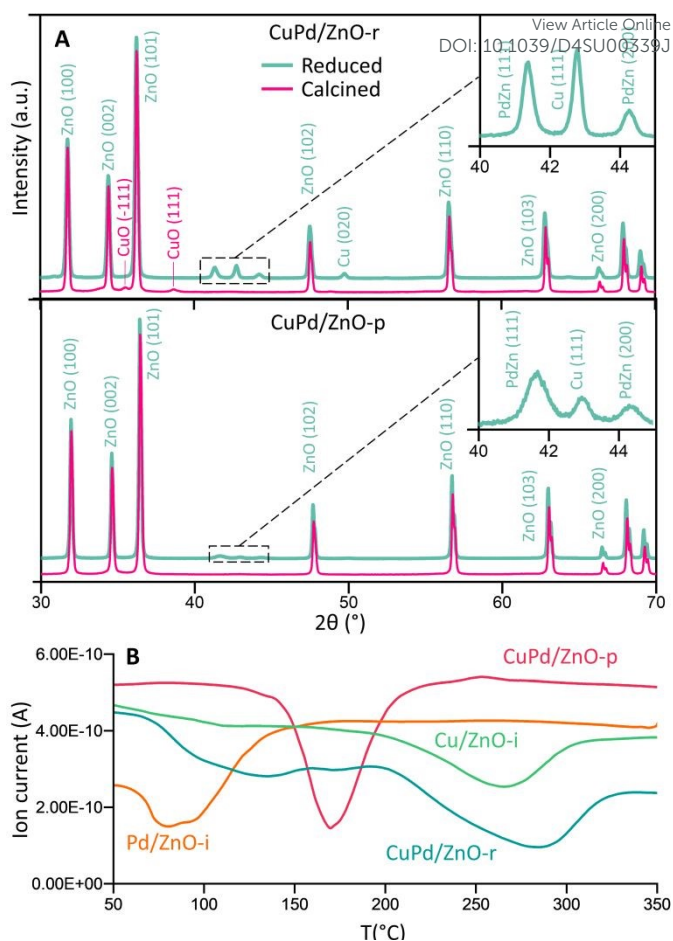 View Article Online
DOI: 10.1039/D4SU00339J
A
CuPd/ZnO-r
Reduced
Calcined
Intensity (a.u.)
ZnO (100)
ZnO (002)
CuO (-111)
ZnO (101)
CuO (111)
ZnO (102)
Cu (020)
ZnO (110)
ZnO (103)
ZnO (200)
PdZn (111)
Cu (111)
PdZn (200)
40 42 44
CuPd/ZnO-p
ZnO (100)
ZnO (002)
ZnO (101)
ZnO (102)
ZnO (110)
ZnO (103)
ZnO (200)
PdZn (111)
Cu (111)
PdZn (200)
40 42 44
30 40 50 60 70
2θ (°)
B
6.00E-10
4.00E-10
2.00E-10
0.00E+00
Ion current (A)
CuPd/ZnO-p
Cu/ZnO-i
Pd/ZnO-i
CuPd/ZnO-r
50 100 150 200 250 300 350
T(°C)